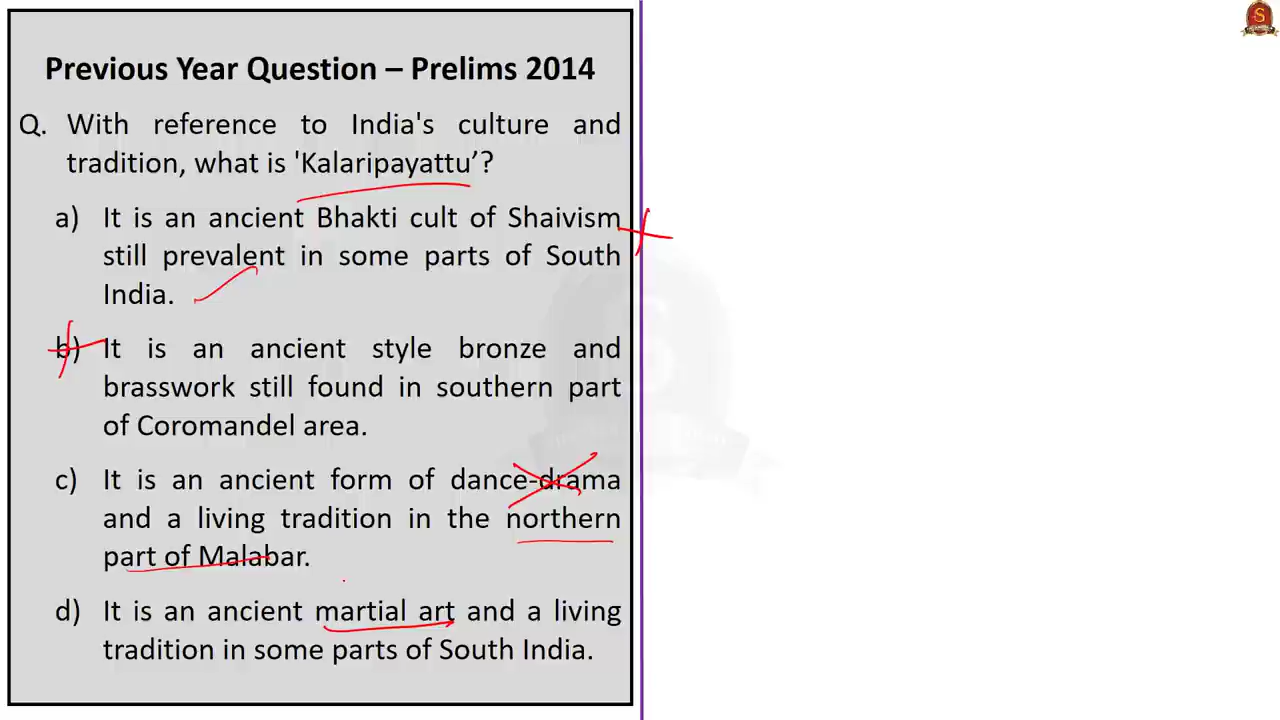 Previous Year Question – Prelims 2014
Q. With reference to India's culture and
tradition, what is 'Kalaripayattu’?
a) It is an ancient Bhakti cult of Shaivism
still prevalent in some parts of South
India.
b) It is an ancient style bronze and
brasswork still found in southern part
of Coromandel area.
c) It is an ancient form of dance-drama
and a living tradition in the northern
part of Malabar.
d) It is an ancient martial art and a living
tradition in some parts of South India.